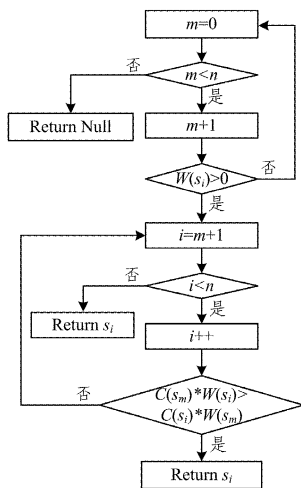 m=0
否
m<n
是
Return Null
m+1
W(s_i)>0
否
是
i=m+1
否
i<n
是
Return s_i
i++
否
C(s_m)*W(s_i)>
C(s_i)*W(s_m)
是
Return s_i